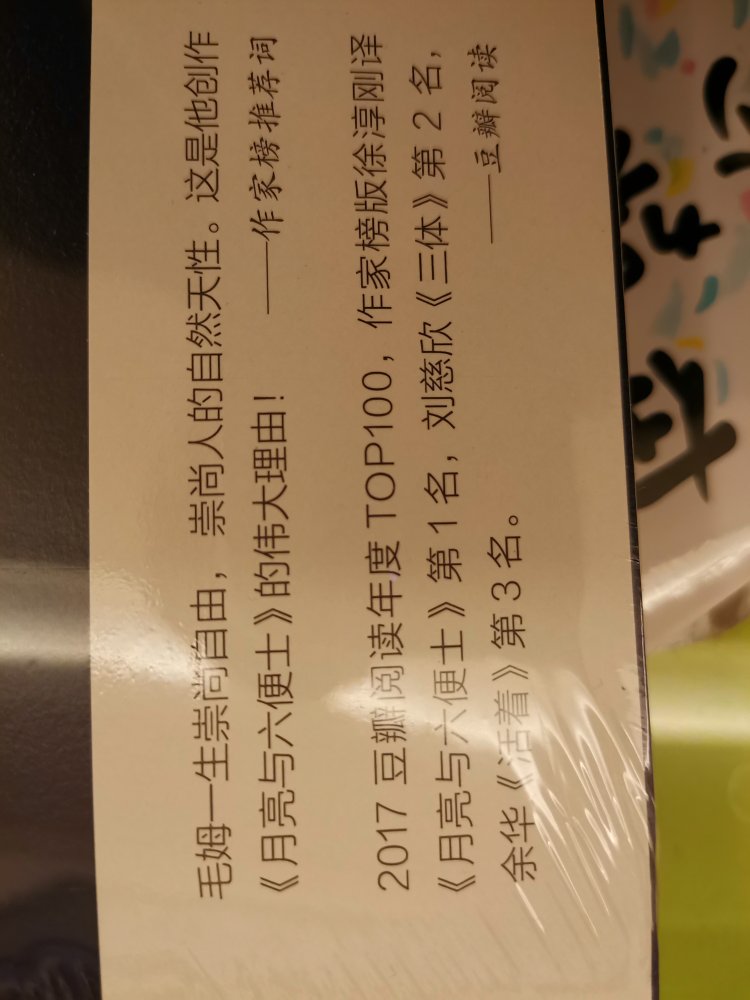 毛姆一生崇尚自由，崇尚人的自然天性。这是他创作
《月亮与六便士》的伟大理由！
——作家榜推荐词
2017 豆瓣阅读年度 TOP100，作家榜版徐淳刚译
《月亮与六便士》第 1 名，刘慈欣《三体》第 2 名，
余华《活着》第 3 名。
——豆瓣阅读